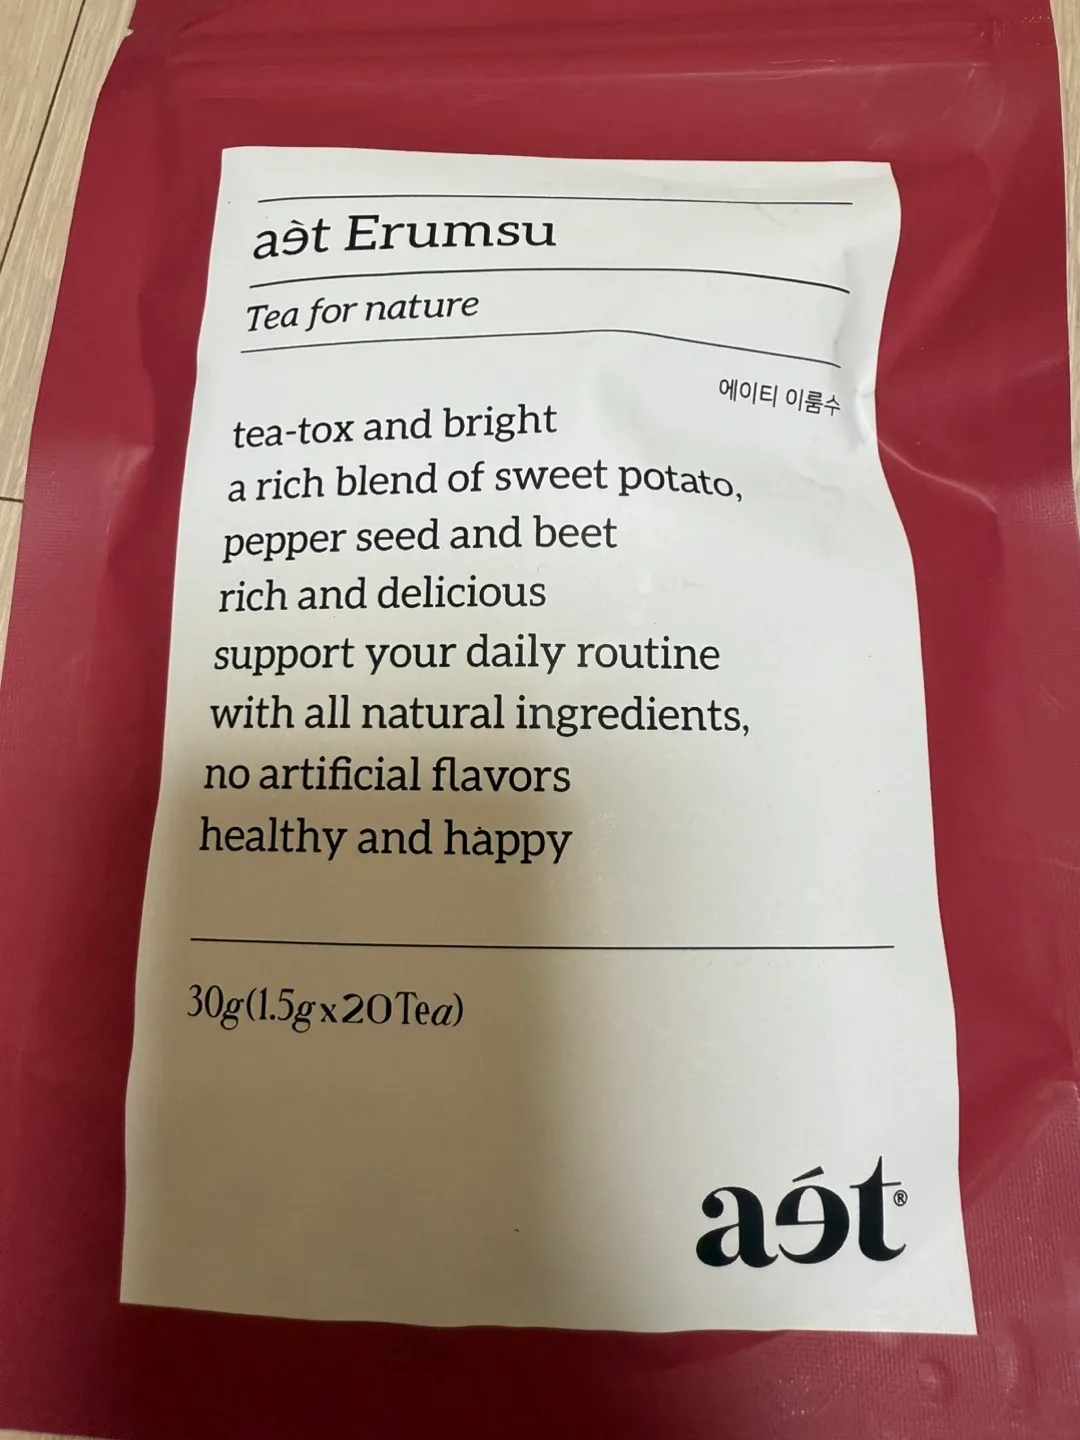 aɘ̀t Erumsu
Tea for nature
에이티 이룸수
tea-tox and bright
a rich blend of sweet potato,
pepper seed and beet
rich and delicious
support your daily routine
with all natural ingredients,
no artificial flavors
healthy and happy
30g(1.5gx20Tea)
aɘ́t®